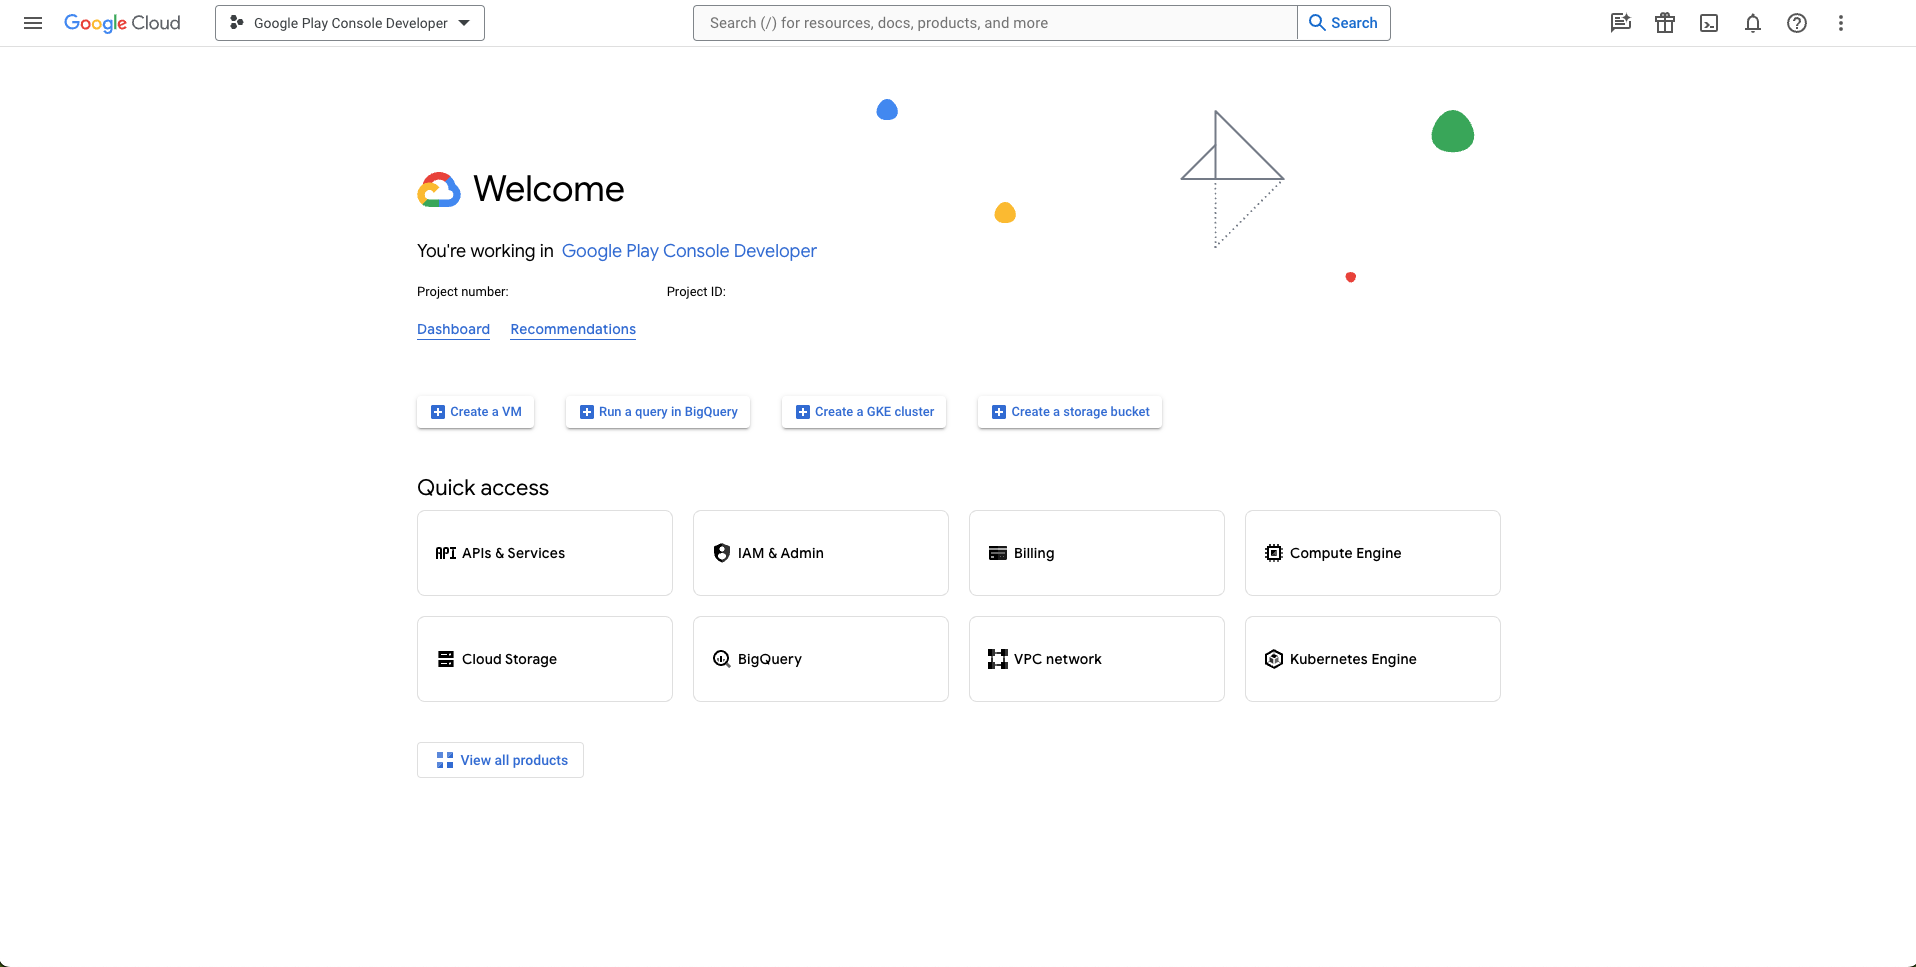 Google Cloud
Google Play Console Developer
Search (/) for resources, docs, products, and more
Search
Welcome
You're working in Google Play Console Developer
Project number:
Project ID:
Dashboard
Recommendations
Create a VM
Run a query in BigQuery
Create a GKE cluster
Create a storage bucket
Quick access
API APIs & Services
IAM & Admin
Billing
Compute Engine
Cloud Storage
BigQuery
VPC network
Kubernetes Engine
View all products